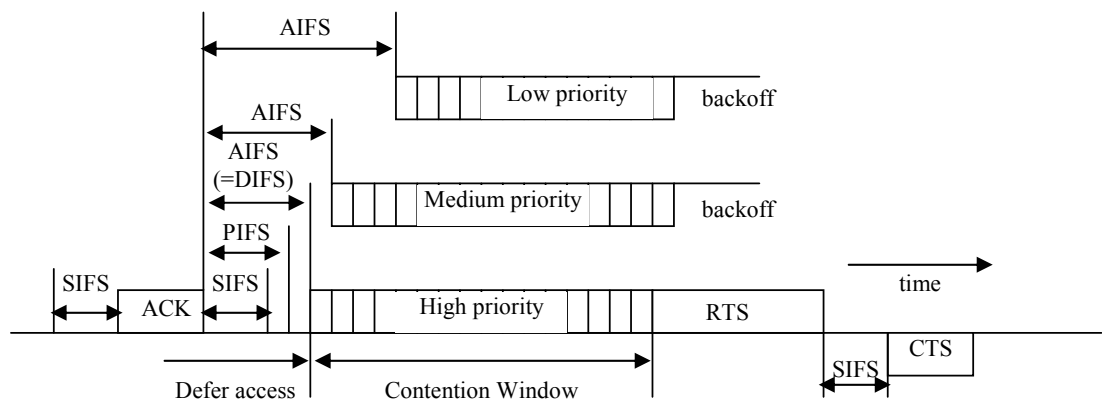 AIFS
Low priority
backoff
AIFS
AIFS
(=DIFS)
Medium priority
backoff
PIFS
SIFS
ACK
SIFS
High priority
RTS
time
CTS
SIFS
Defer access
Contention Window